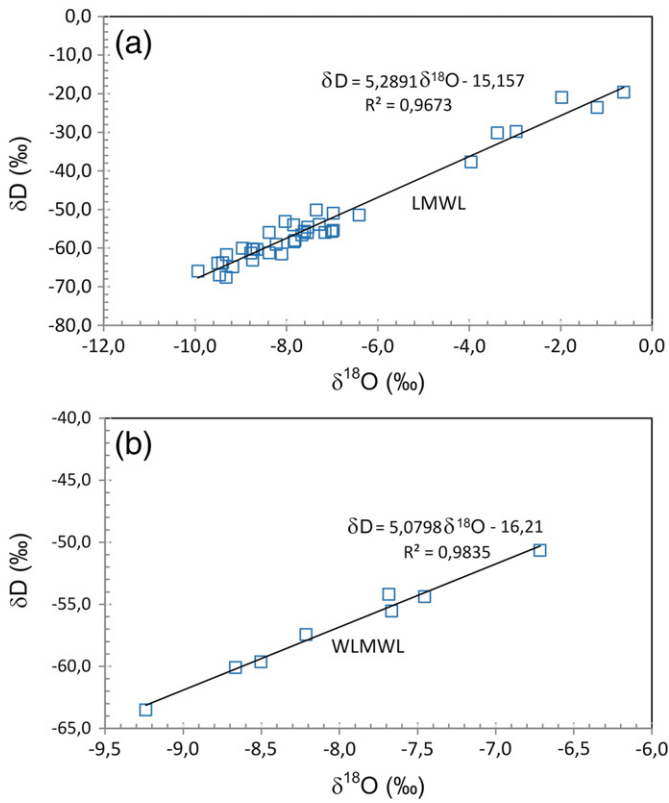 (a)
0,0
-10,0
-20,0
-30,0
-40,0
-50,0
-60,0
-70,0
-80,0
δD (‰)
δD = 5,2891δ¹⁸O - 15,157
R² = 0,9673
LMWL
-12,0 -10,0 -8,0 -6,0 -4,0 -2,0 0,0
δ¹⁸O (‰)
(b)
-40,0
-45,0
-50,0
-55,0
-60,0
-65,0
δD (‰)
δD = 5,0798δ¹⁸O - 16,21
R² = 0,9835
WLMWL
-9,5 -9,0 -8,5 -8,0 -7,5 -7,0 -6,5 -6,0
δ¹⁸O (‰)